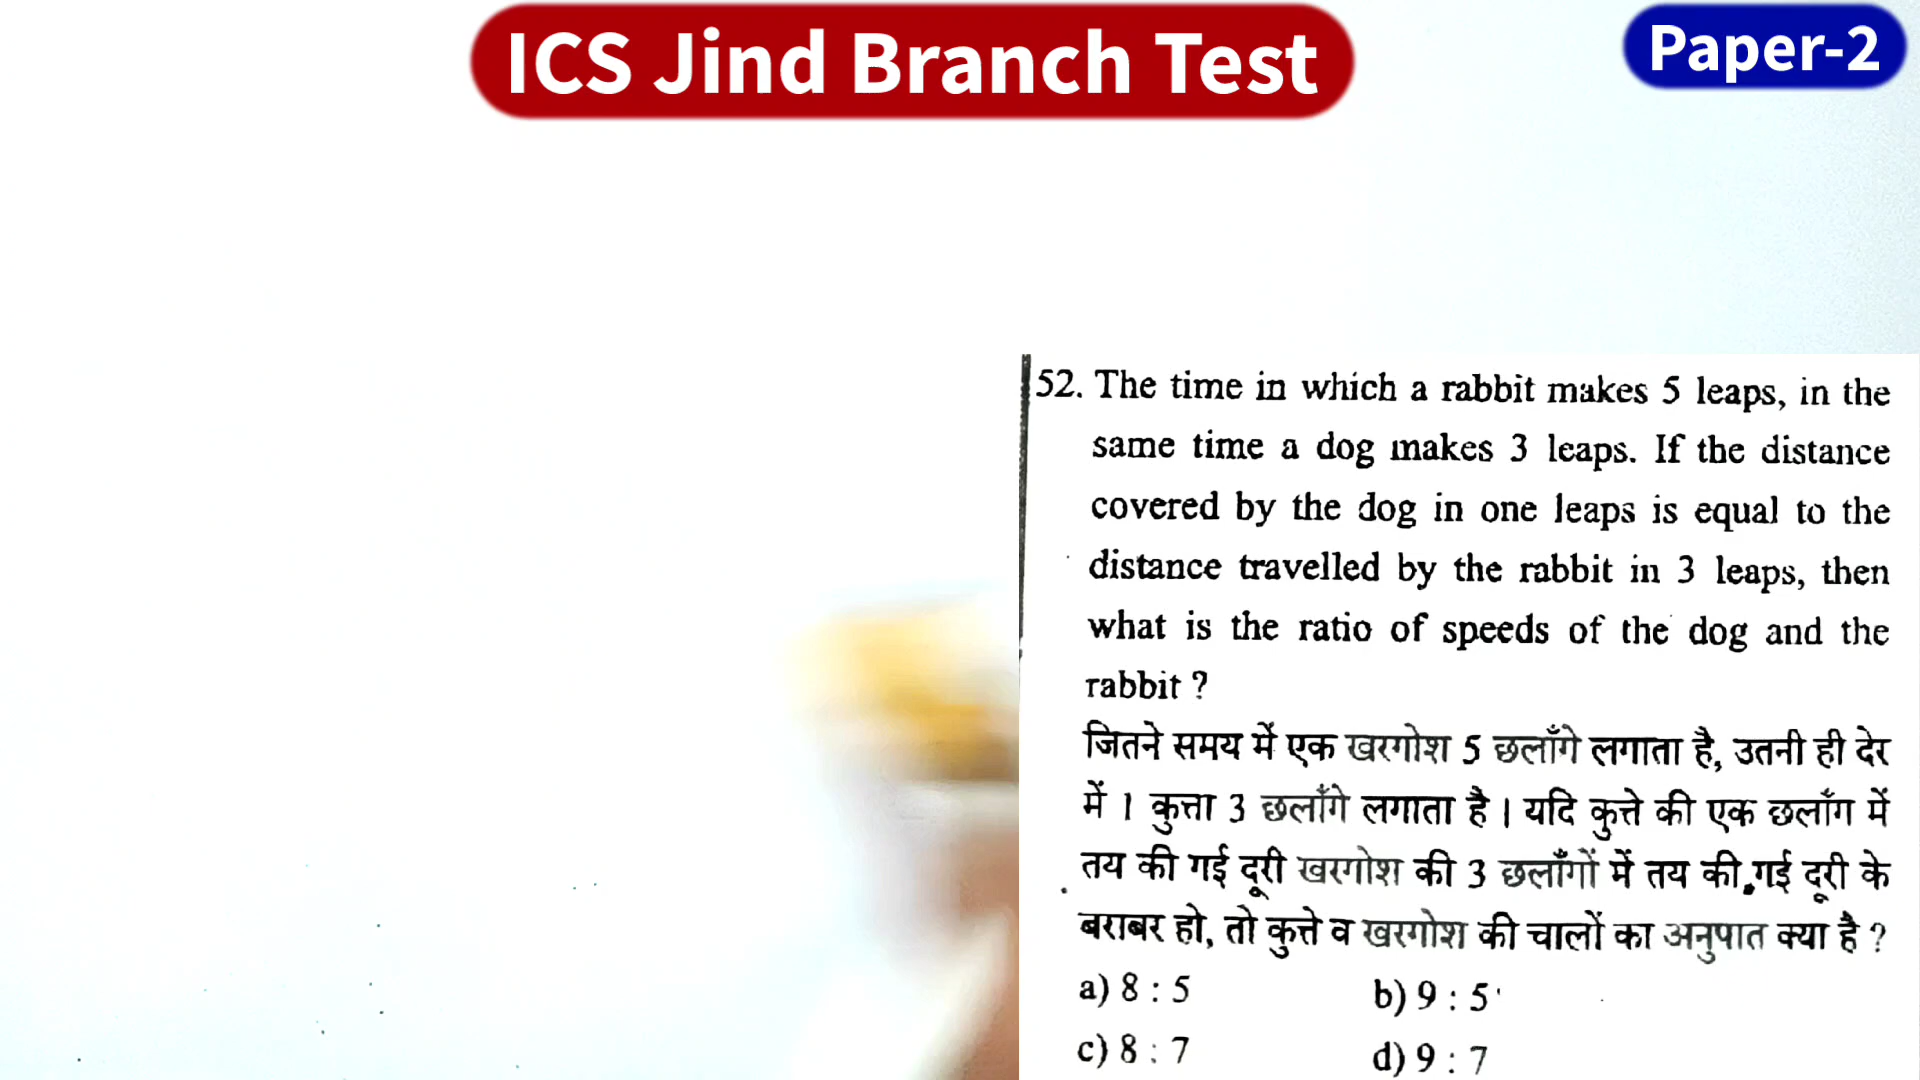 ICS Jind Branch Test
Paper-2
52. The time in which a rabbit makes 5 leaps, in the
same time a dog makes 3 leaps. If the distance
covered by the dog in one leaps is equal to the
distance travelled by the rabbit in 3 leaps, then
what is the ratio of speeds of the dog and the
rabbit ?
जितने समय में एक खरगोश 5 छलाँगे लगाता है, उतनी ही देर
में । कुत्ता 3 छलाँगे लगाता है । यदि कुत्ते की एक छलाँग में
तय की गई दूरी खरगोश की 3 छलाँगों में तय की गई दूरी के
बराबर हो, तो कुत्ते व खरगोश की चालों का अनुपात क्या है ?
a) 8 : 5 b) 9 : 5
c) 8 : 7 d) 9 : 7